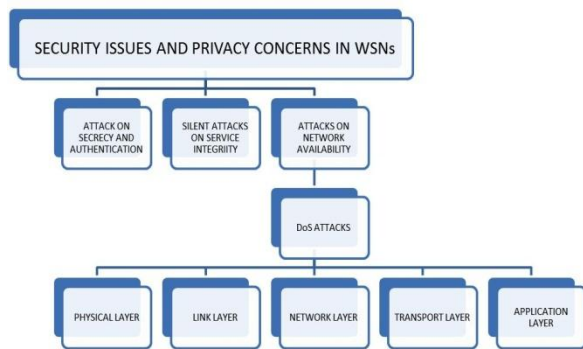 SECURITY ISSUES AND PRIVACY CONCERNS IN WSNs
ATTACK ON
SECRECY AND
AUTHENTICATION
SILENT ATTACKS
ON SERVICE
INTEGRIITY
ATTACKS ON
NETWORK
AVAILABILITY
DoS ATTACKS
PHYSICAL LAYER
LINK LAYER
NETWORK LAYER
TRANSPORT LAYER
APPLICATION
LAYER